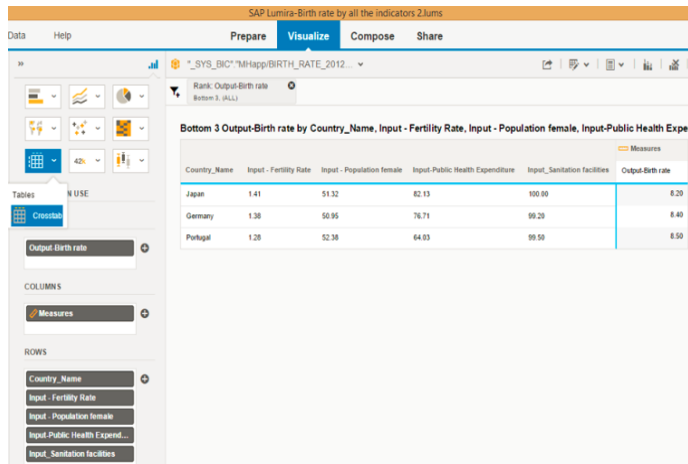 SAP Lumira-Birth rate by all the indicators 2.lums
Data Help Prepare Visualize Compose Share
"_SYS_BIC"."MHapp/BIRTH_RATE_2012...
Rank: Output-Birth rate
Bottom 3, (ALL)
Bottom 3 Output-Birth rate by Country_Name, Input - Fertility Rate, Input - Population female, Input-Public Health Expe
Measures
Country_Name Input - Fertility Rate Input - Population female Input-Public Health Expenditure Input_Sanitation facilities Output-Birth rate
Japan 1.41 51.32 82.13 100.00 8.20
Germany 1.38 50.95 76.71 99.20 8.40
Portugal 1.28 52.38 64.03 99.50 8.50
42
Tables
N USE
Crosstab
Output-Birth rate
COLUMNS
Measures
ROWS
Country_Name
Input - Fertility Rate
Input - Population female
Input-Public Health Expend...
Input_Sanitation facilities